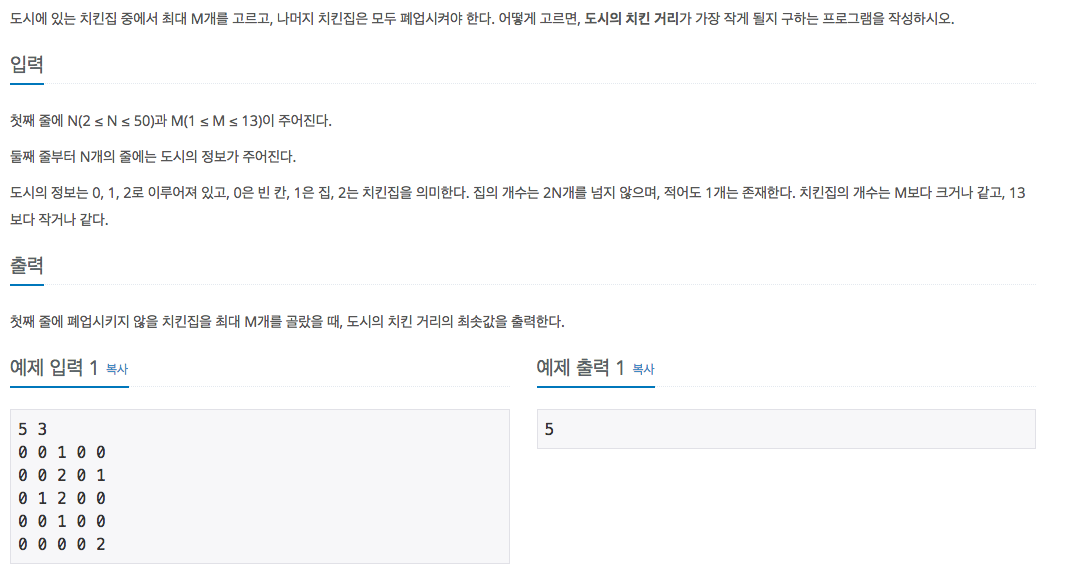 도시에 있는 치킨집 중에서 최대 M개를 고르고, 나머지 치킨집은 모두 폐업시켜야 한다. 어떻게 고르면, 도시의 치킨 거리가 가장 작게 될지 구하는 프로그램을 작성하시오.
입력
첫째 줄에 N(2 ≤ N ≤ 50)과 M(1 ≤ M ≤ 13)이 주어진다.
둘째 줄부터 N개의 줄에는 도시의 정보가 주어진다.
도시의 정보는 0, 1, 2로 이루어져 있고, 0은 빈 칸, 1은 집, 2는 치킨집을 의미한다. 집의 개수는 2N개를 넘지 않으며, 적어도 1개는 존재한다. 치킨집의 개수는 M보다 크거나 같고, 13
보다 작거나 같다.
출력
첫째 줄에 폐업시키지 않을 치킨집을 최대 M개를 골랐을 때, 도시의 치킨 거리의 최솟값을 출력한다.
예제 입력 1 복사
5 3
0 0 1 0 0
0 0 2 0 1
0 1 2 0 0
0 0 1 0 0
0 0 0 0 2
예제 출력 1 복사
5